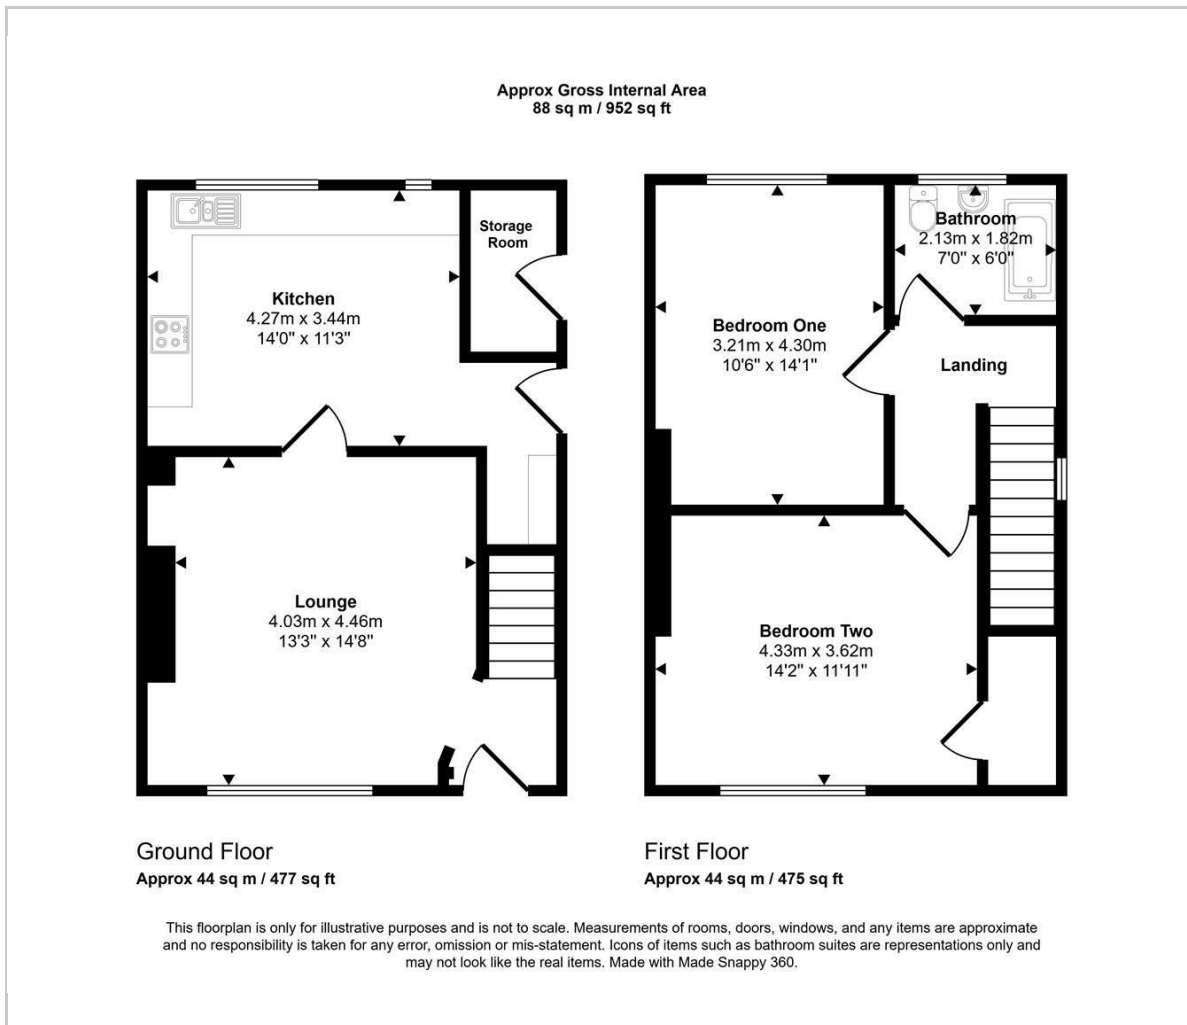 Approx Gross Internal Area
88 sq m / 952 sq ft
Storage
Room
Kitchen
4.27m x 3.44m
14'0" x 11'3"
Lounge
4.03m x 4.46m
13'3" x 14'8"
Bathroom
2.13m x 1.82m
7'0" x 6'0"
Bedroom One
3.21m x 4.30m
10'6" x 14'1"
Landing
Bedroom Two
4.33m x 3.62m
14'2" x 11'11"
Ground Floor
Approx 44 sq m / 477 sq ft
First Floor
Approx 44 sq m / 475 sq ft
This floorplan is only for illustrative purposes and is not to scale. Measurements of rooms, doors, windows, and any items are approximate
and no responsibility is taken for any error, omission or mis-statement. Icons of items such as bathroom suites are representations only and
may not look like the real items. Made with Made Snappy 360.